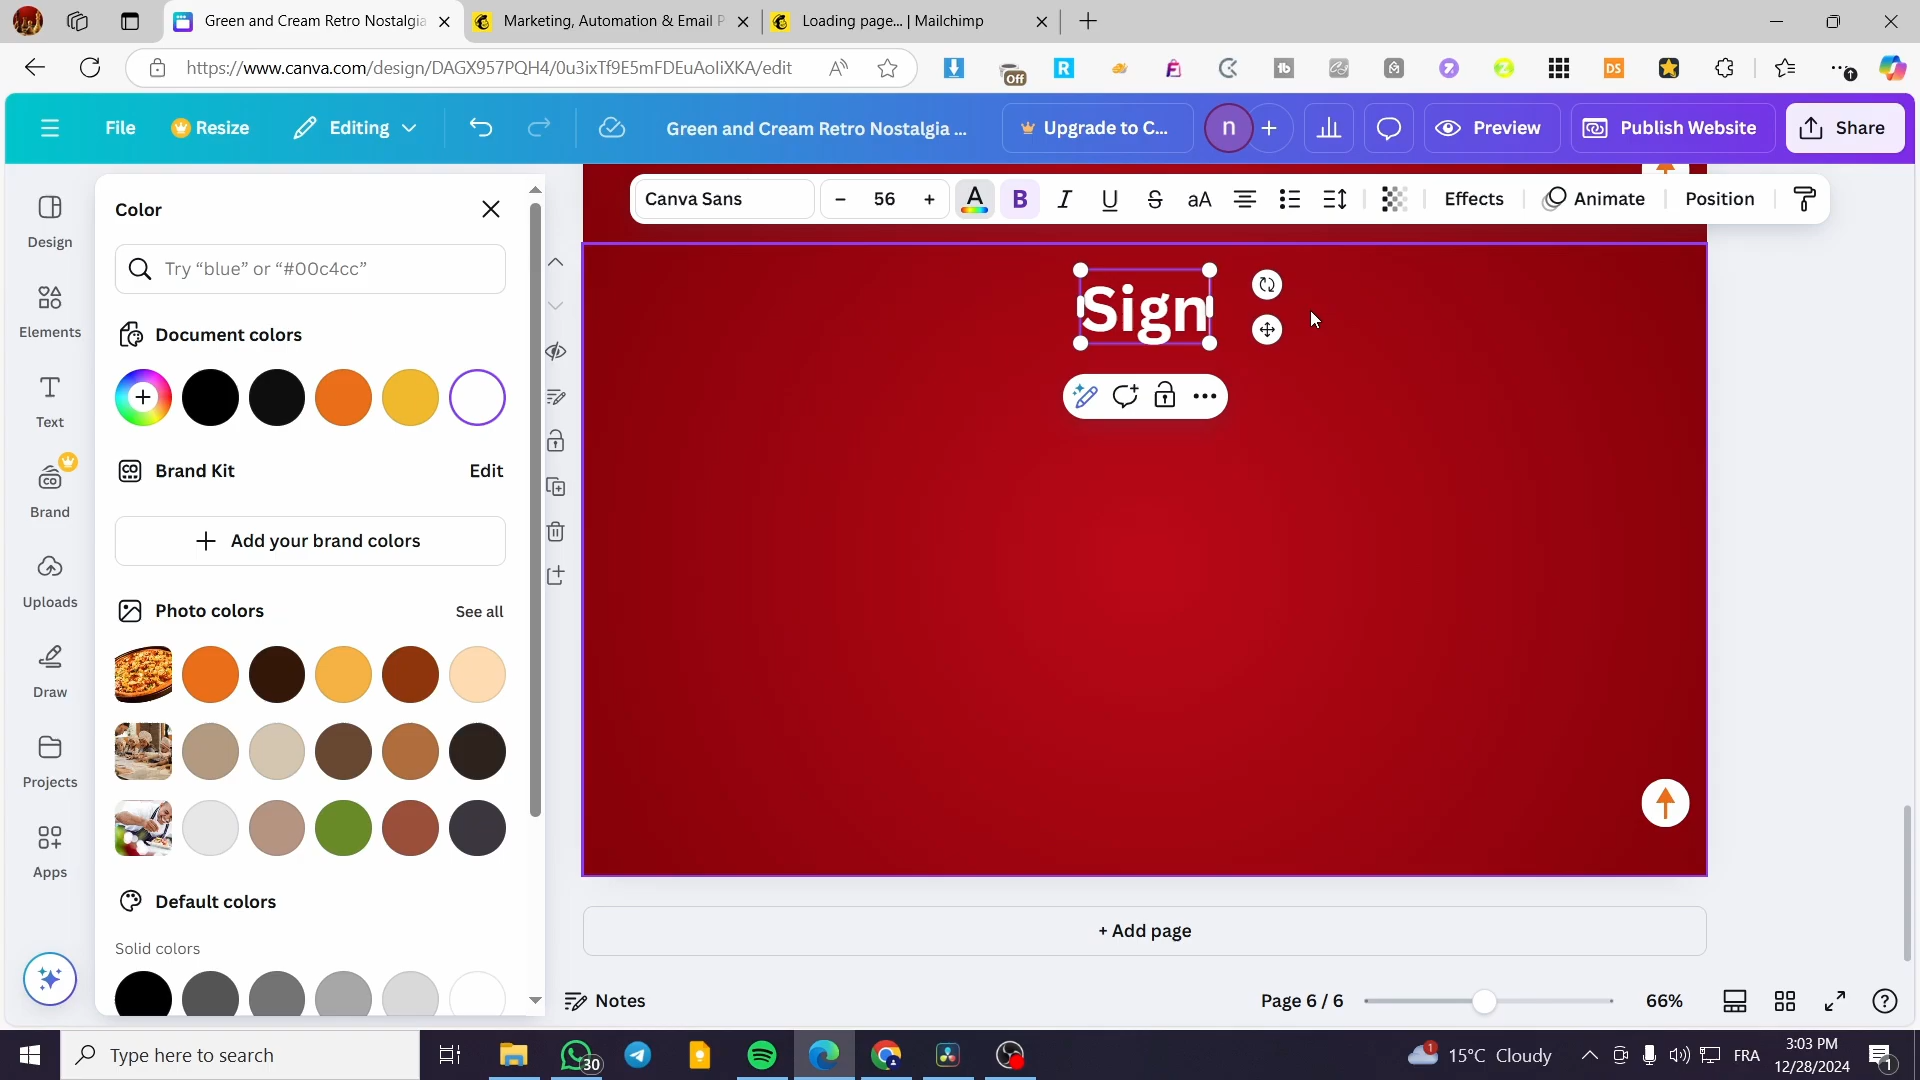 Green and Cream Retro Nostalgia
Marketing, Automation & Email P
Loading page... | Mailchimp
https://www.canva.com/design/DAGX957PQH4/0u3ixTf9E5mFDEuAoliXKA/edit
Off
File
Resize
Editing
Green and Cream Retro Nostalgia ...
Upgrade to C...
n
Preview
Publish Website
Share
Design
Elements
Text
Brand
Uploads
Draw
Projects
Apps
Color
Try “blue” or “#00c4cc”
Document colors
Brand Kit
Edit
Add your brand colors
Photo colors
See all
Default colors
Solid colors
Canva Sans
– 56 +
Effects
Animate
Position
Sign
+ Add page
Notes
Page 6 / 6
66%
Type here to search
30
15°C Cloudy
FRA
3:03 PM
12/28/2024